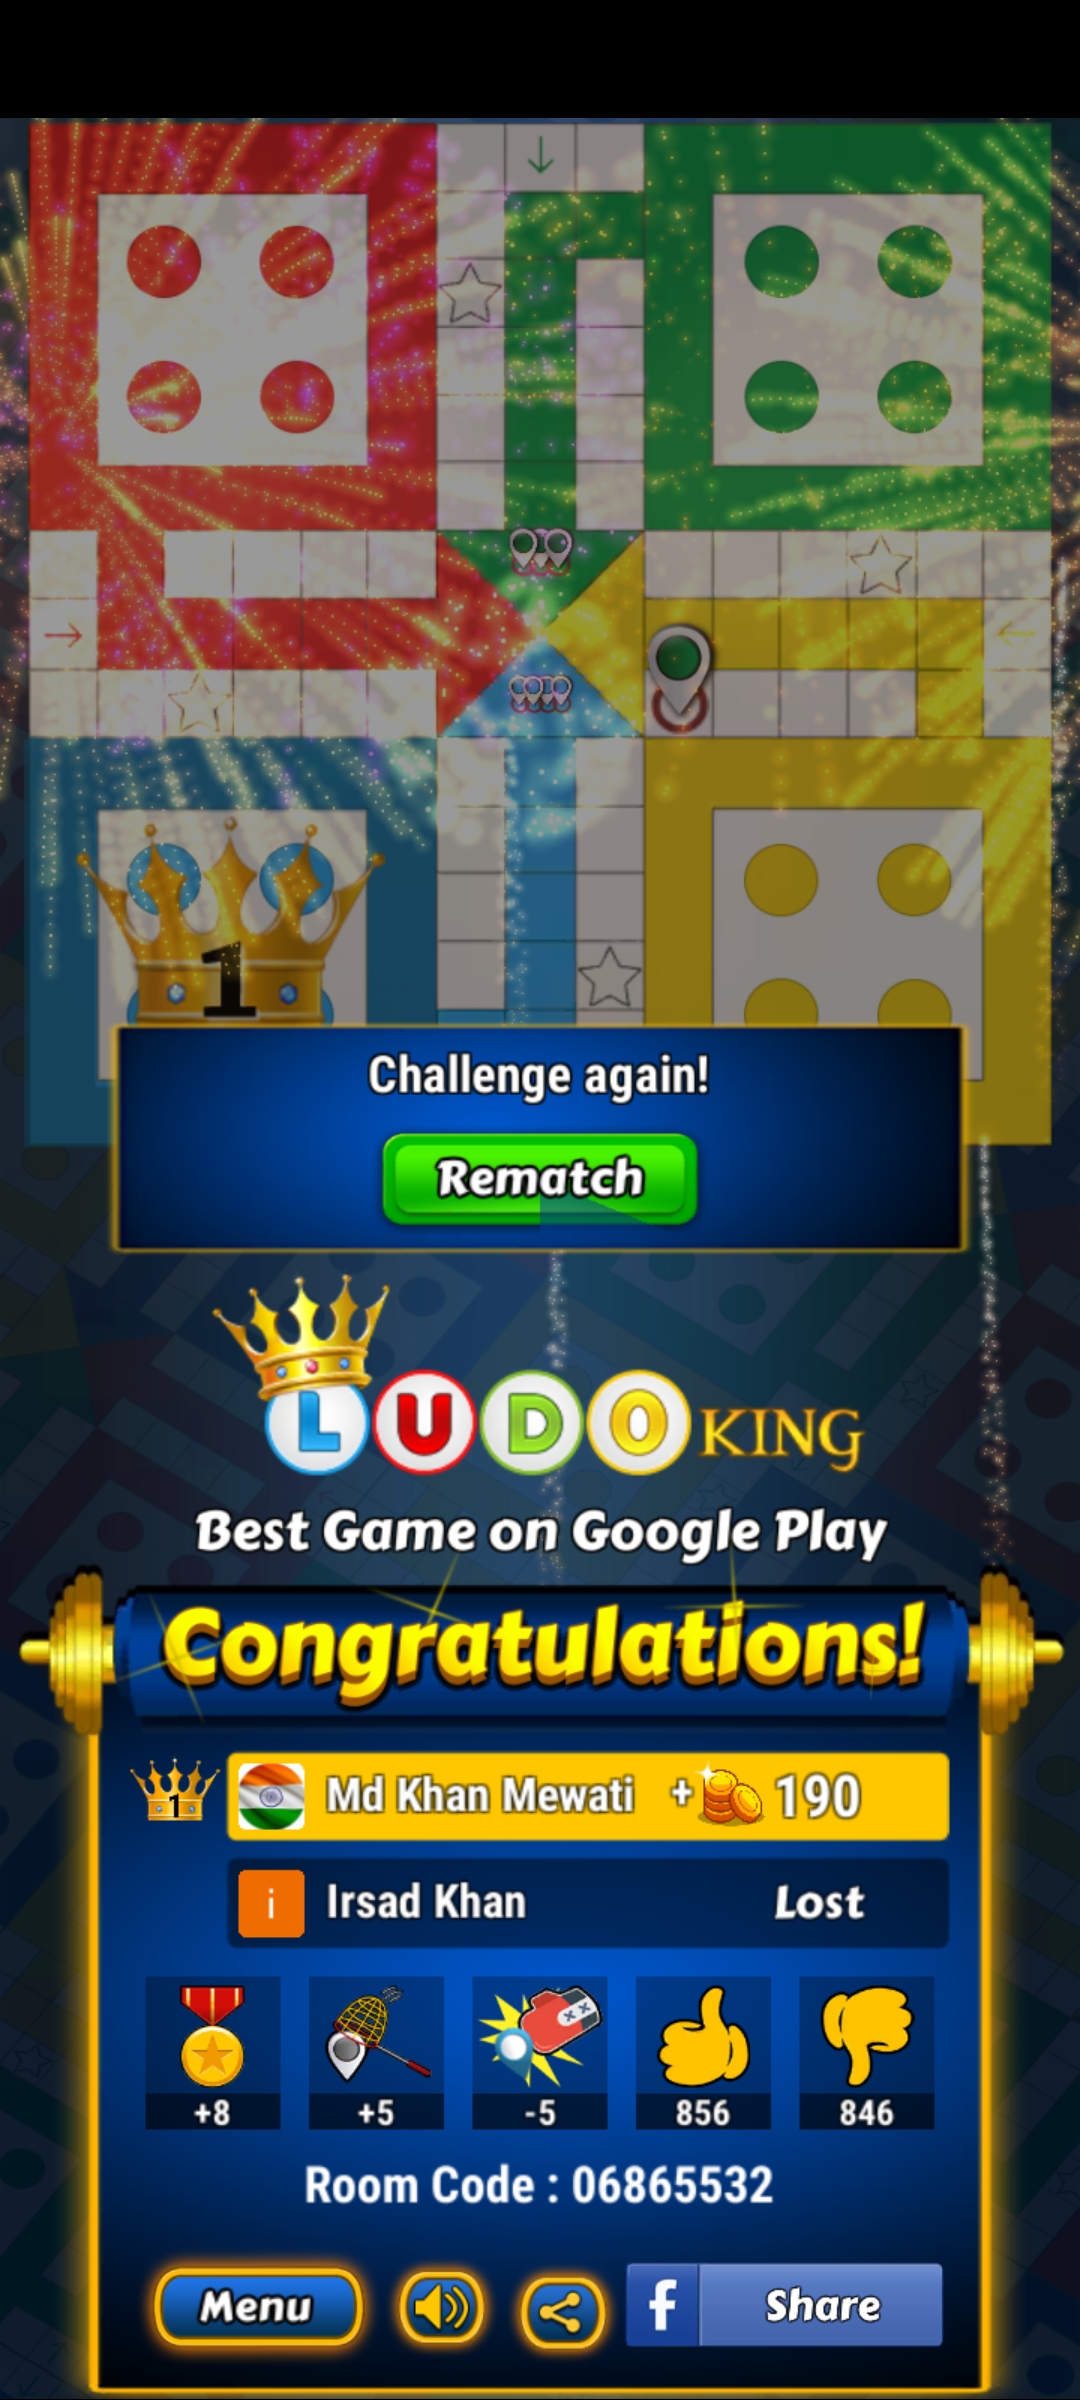 1
Challenge again!
Rematch
LUDO KING
Best Game on Google Play
Congratulations!
1 Md Khan Mewati + 190
i Irsad Khan Lost
+8 +5 -5 856 846
Room Code : 06865532
Menu f Share